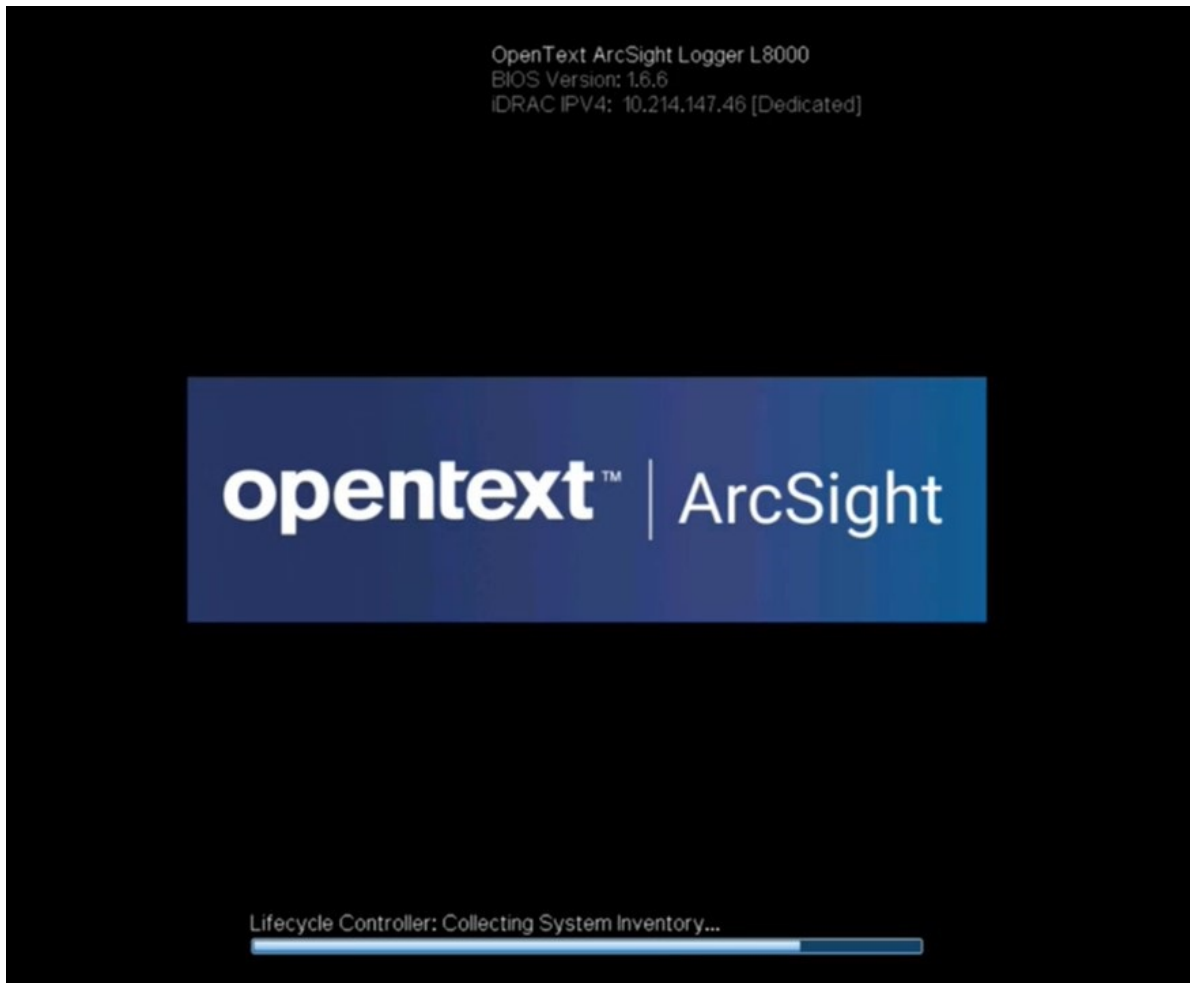 OpenText ArcSight Logger L8000
BIOS Version: 1.6.6
iDRAC IPV4: 10.214.147.46 [Dedicated]
opentext™ | ArcSight
Lifecycle Controller: Collecting System Inventory...